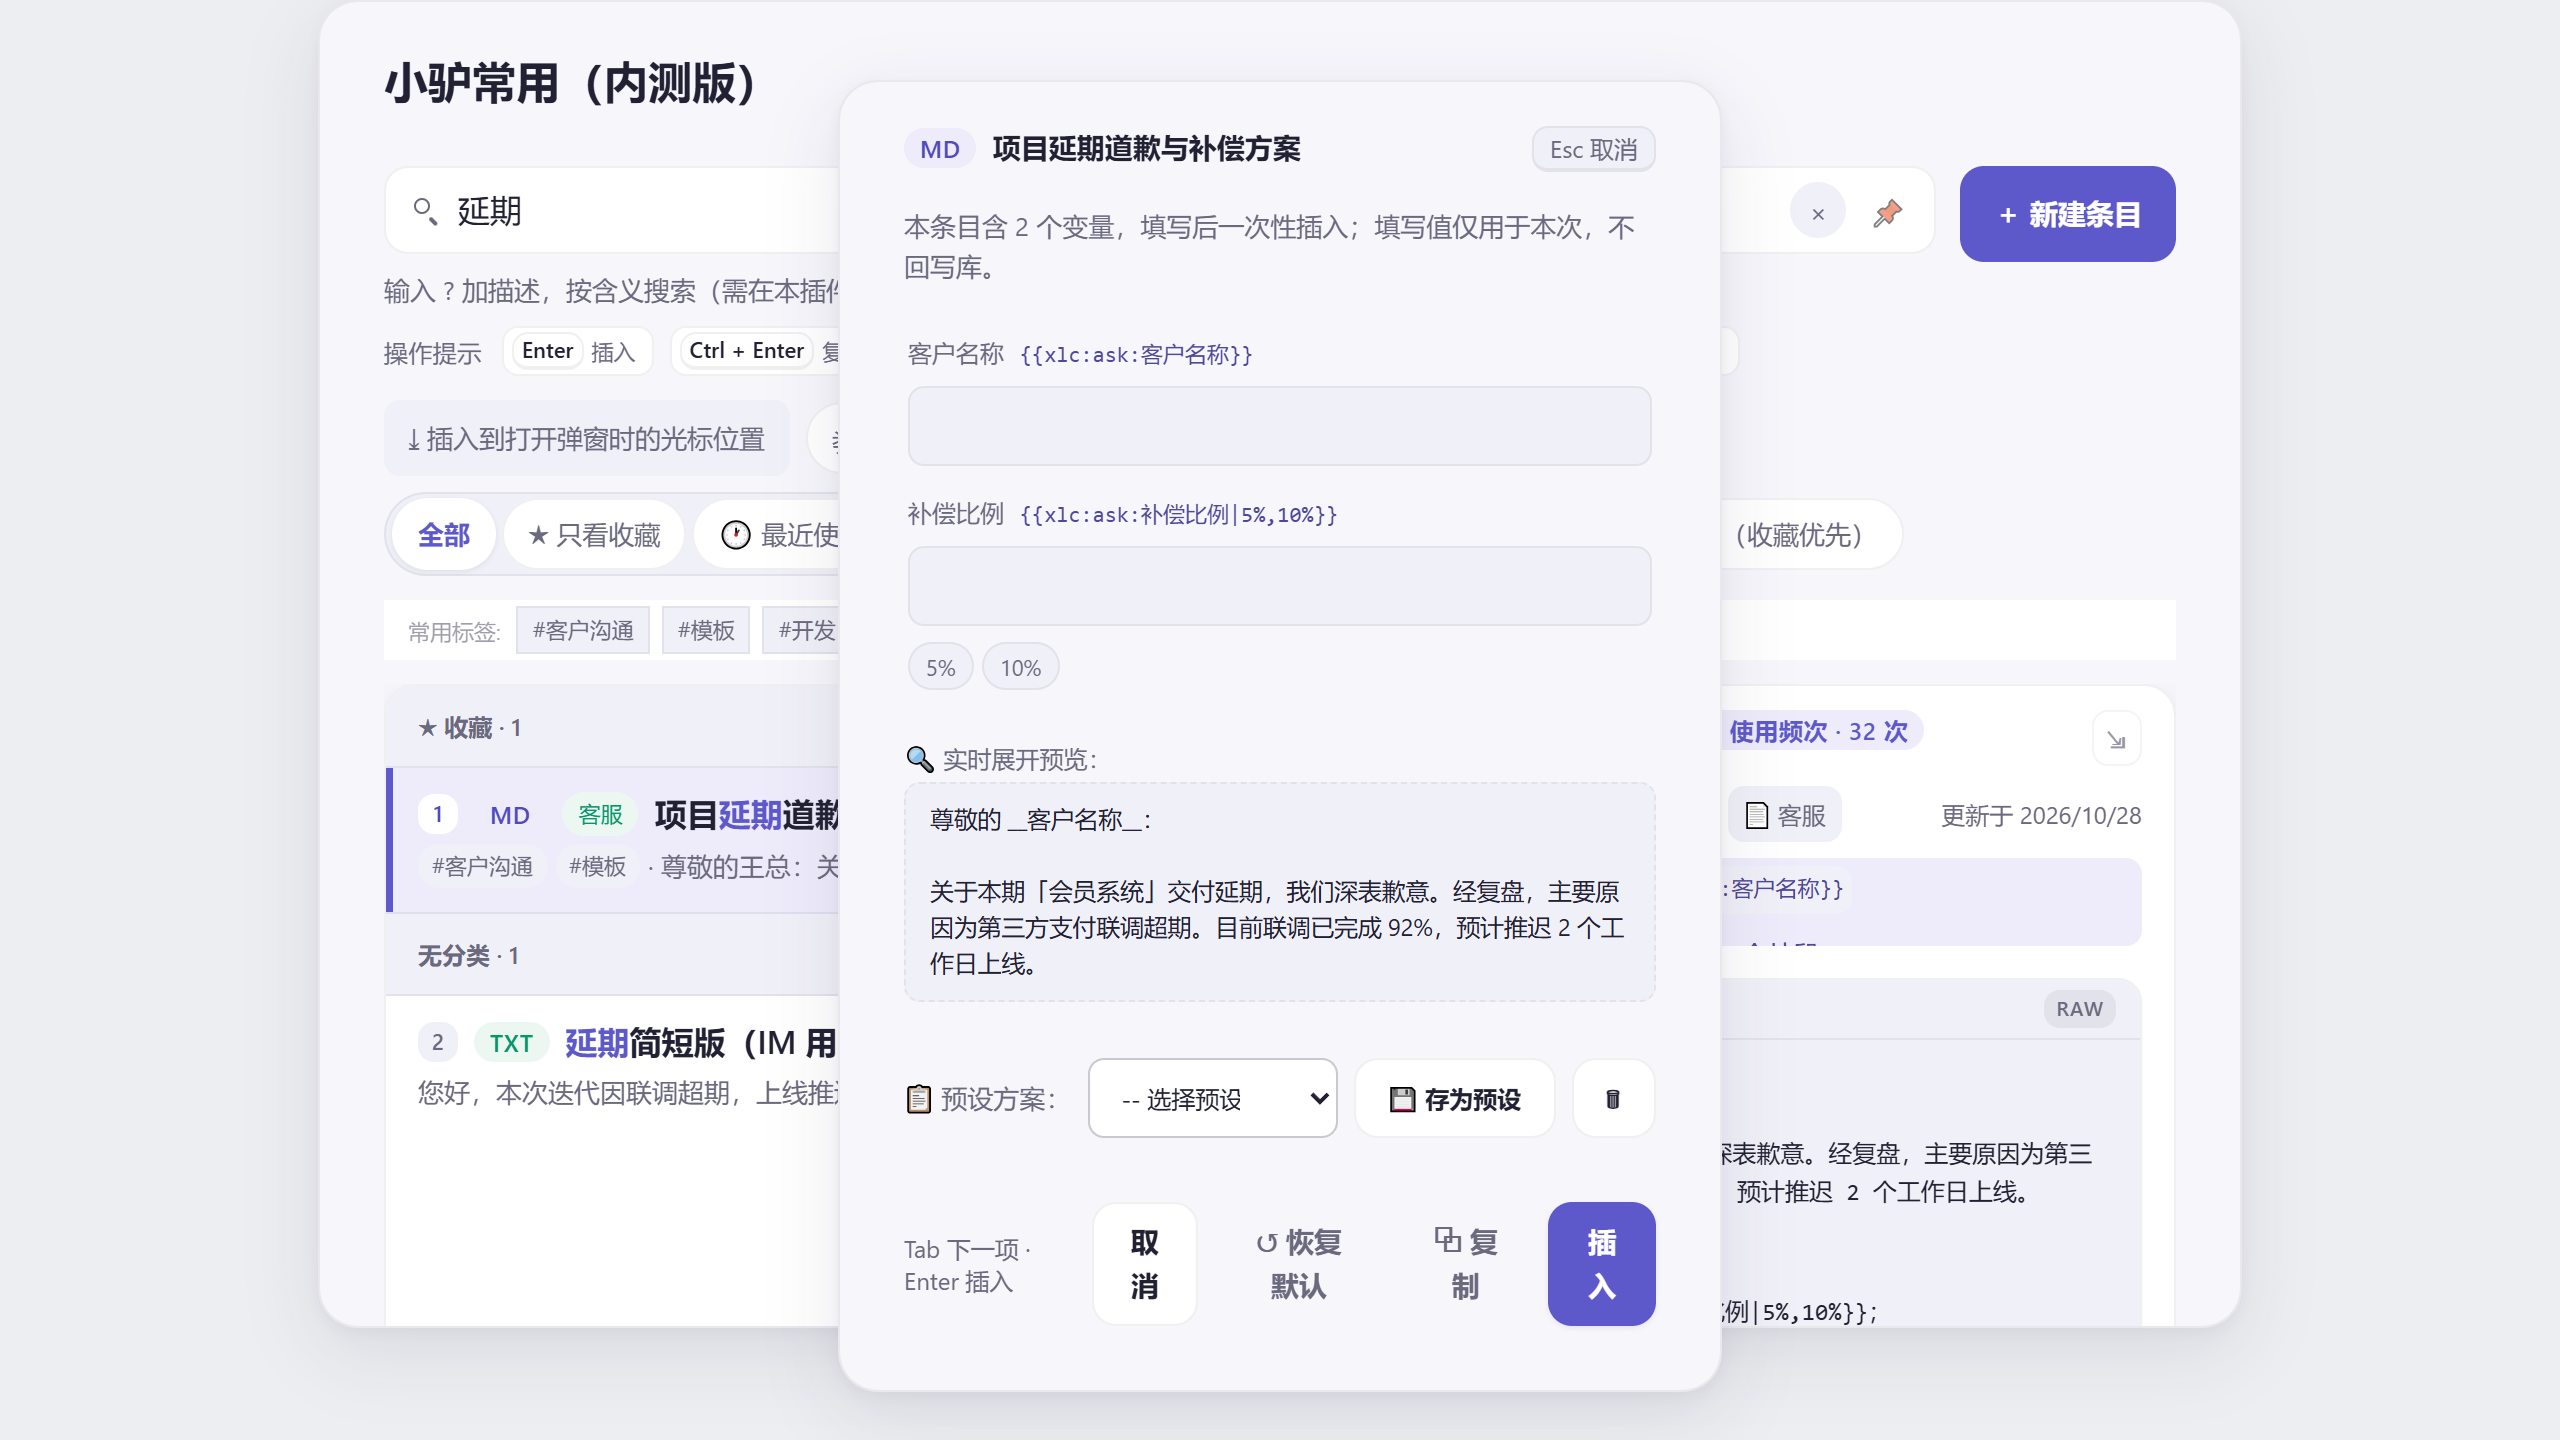 小驴常用（内测版）
延期
×
+ 新建条目
输入 ? 加描述，按含义搜索（需在本插
操作提示 Enter 插入 Ctrl + Enter
⤓ 插入到打开弹窗时的光标位置
全部 ★ 只看收藏 最近使 （收藏优先）
常用标签: #客户沟通 #模板 #开发
★ 收藏 · 1
1 MD 客服 项目延期道歉
#客户沟通 #模板 · 尊敬的王总：关
无分类 · 1
2 TXT 延期简短版（IM 用
您好，本次迭代因联调超期，上线推
MD 项目延期道歉与补偿方案 Esc 取消
本条目含 2 个变量，填写后一次性插入；填写值仅用于本次，不
回写库。
客户名称 {{xlc:ask:客户名称}}
补偿比例 {{xlc:ask:补偿比例|5%,10%}}
5% 10%
实时展开预览：
尊敬的 __客户名称__：
关于本期「会员系统」交付延期，我们深表歉意。经复盘，主要原
因为第三方支付联调超期。目前联调已完成 92%，预计推迟 2 个工
作日上线。
预设方案： -- 选择预设 存为预设
Tab 下一项 ·
Enter 插入
取
消
↺ 恢复
默认
复
制
插
入
使用频次 · 32 次
客服 更新于 2026/10/28
:客户名称}}
RAW
深表歉意。经复盘，主要原因为第三
预计推迟 2 个工作日上线。
例|5%,10%}};